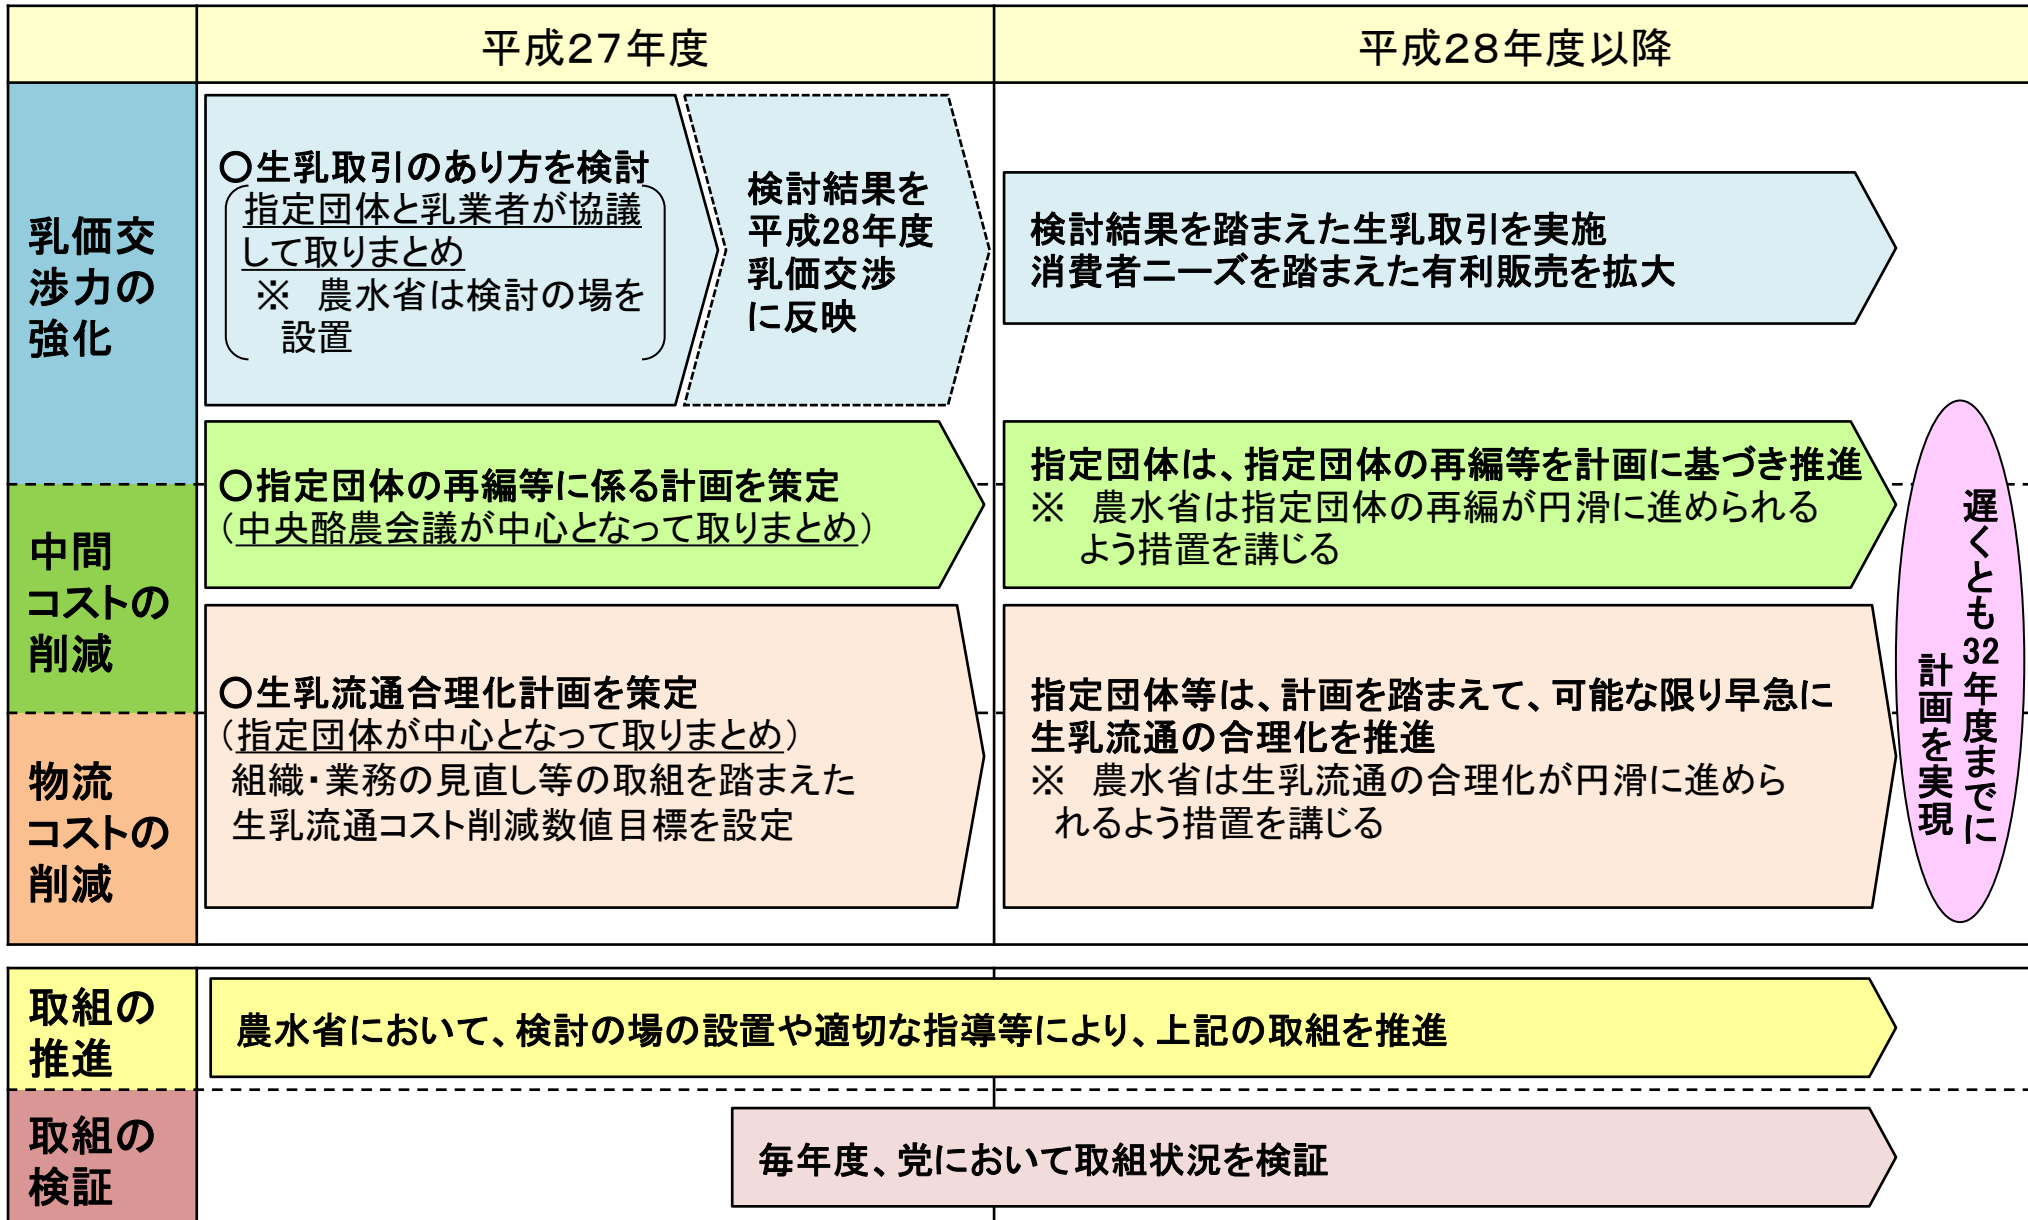 平成27年度
平成28年度以降
乳価交
渉力の
強化
○生乳取引のあり方を検討
指定団体と乳業者が協議
して取りまとめ
※ 農水省は検討の場を
設置
検討結果を
平成28年度
乳価交渉
に反映
検討結果を踏まえた生乳取引を実施
消費者ニーズを踏まえた有利販売を拡大
○指定団体の再編等に係る計画を策定
(中央酪農会議が中心となって取りまとめ)
指定団体は、指定団体の再編等を計画に基づき推進
※ 農水省は指定団体の再編が円滑に進められる
よう措置を講じる
中間
コストの
削減
○生乳流通合理化計画を策定
(指定団体が中心となって取りまとめ)
組織・業務の見直し等の取組を踏まえた
生乳流通コスト削減数値目標を設定
指定団体等は、計画を踏まえて、可能な限り早急に
生乳流通の合理化を推進
※ 農水省は生乳流通の合理化が円滑に進めら
れるよう措置を講じる
物流
コストの
削減
遅くとも32年度までに
計画を実現
取組の
推進
農水省において、検討の場の設置や適切な指導等により、上記の取組を推進
取組の
検証
毎年度、党において取組状況を検証